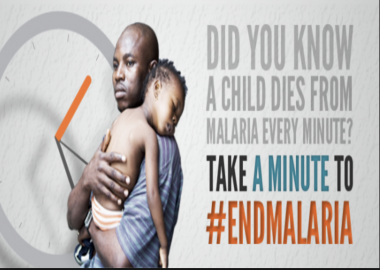 DID YOU KNOW
A CHILD DIES FROM
MALARIA EVERY MINUTE?
TAKE A MINUTE TO
#ENDMALARIA